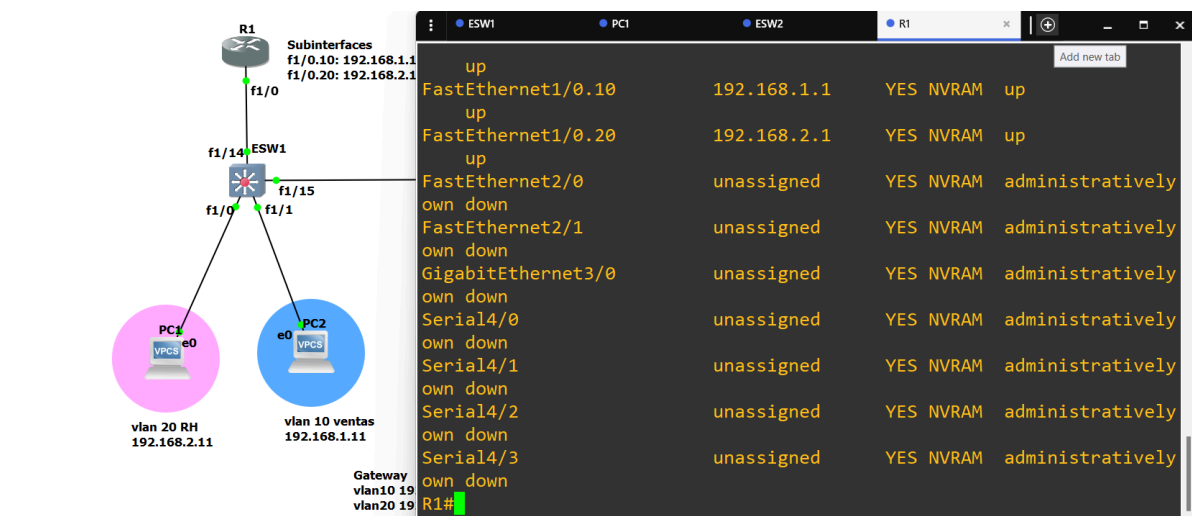 R1
Subinterfaces
f1/0.10: 192.168.1.1
f1/0.20: 192.168.2.1
f1/0
f1/14
ESW1
f1/15
f1/0
f1/1
PC1
e0
VPCS
PC2
e0
VPCS
vlan 20 RH
192.168.2.11
vlan 10 ventas
192.168.1.11
Gateway
vlan10 19
vlan20 19
ESW1 PC1 ESW2 R1
Add new tab
up
FastEthernet1/0.10 192.168.1.1 YES NVRAM up
up
FastEthernet1/0.20 192.168.2.1 YES NVRAM up
up
FastEthernet2/0 unassigned YES NVRAM administratively
own down
FastEthernet2/1 unassigned YES NVRAM administratively
own down
GigabitEthernet3/0 unassigned YES NVRAM administratively
own down
Serial4/0 unassigned YES NVRAM administratively
own down
Serial4/1 unassigned YES NVRAM administratively
own down
Serial4/2 unassigned YES NVRAM administratively
own down
Serial4/3 unassigned YES NVRAM administratively
own down
R1#